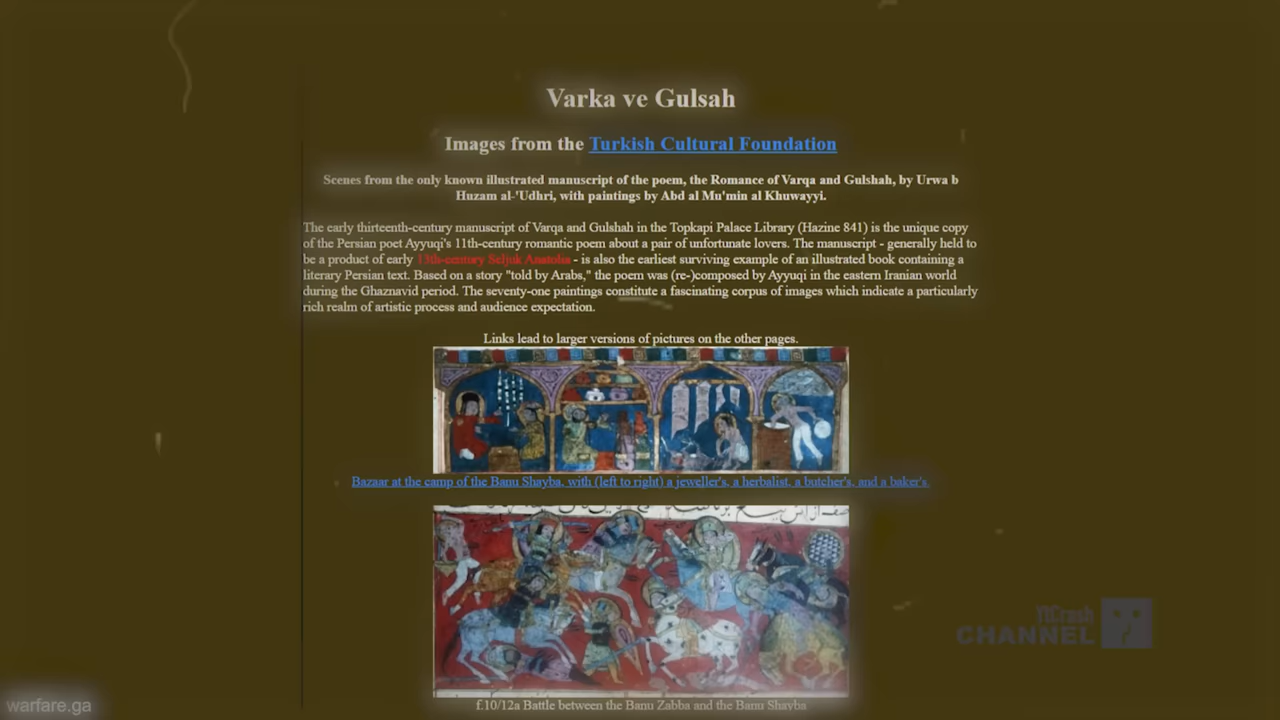 Varka ve Gulsah
Images from the Turkish Cultural Foundation
Scenes from the only known illustrated manuscript of the poem, the Romance of Varqa and Gulshah, by Urwa b
Huzam al-'Udhri, with paintings by Abd al Mu'min al Khuwayyi.
The early thirteenth-century manuscript of Varqa and Gulshah in the Topkapi Palace Library (Hazine 841) is the unique copy
of the Persian poet Ayyuqi's 11th-century romantic poem about a pair of unfortunate lovers. The manuscript - generally held to
be a product of early 13th-century Seljuk Anatolia - is also the earliest surviving example of an illustrated book containing a
literary Persian text. Based on a story "told by Arabs," the poem was (re-)composed by Ayyuqi in the eastern Iranian world
during the Ghaznavid period. The seventy-one paintings constitute a fascinating corpus of images which indicate a particularly
rich realm of artistic process and audience expectation.
Links lead to larger versions of pictures on the other pages.
Bazaar at the camp of the Banu Shayba, with (left to right) a jeweller's, a herbalist, a butcher's, and a baker's.
f.10/12a Battle between the Banu Zabba and the Banu Shayba
CHANNEL
warfare.ga